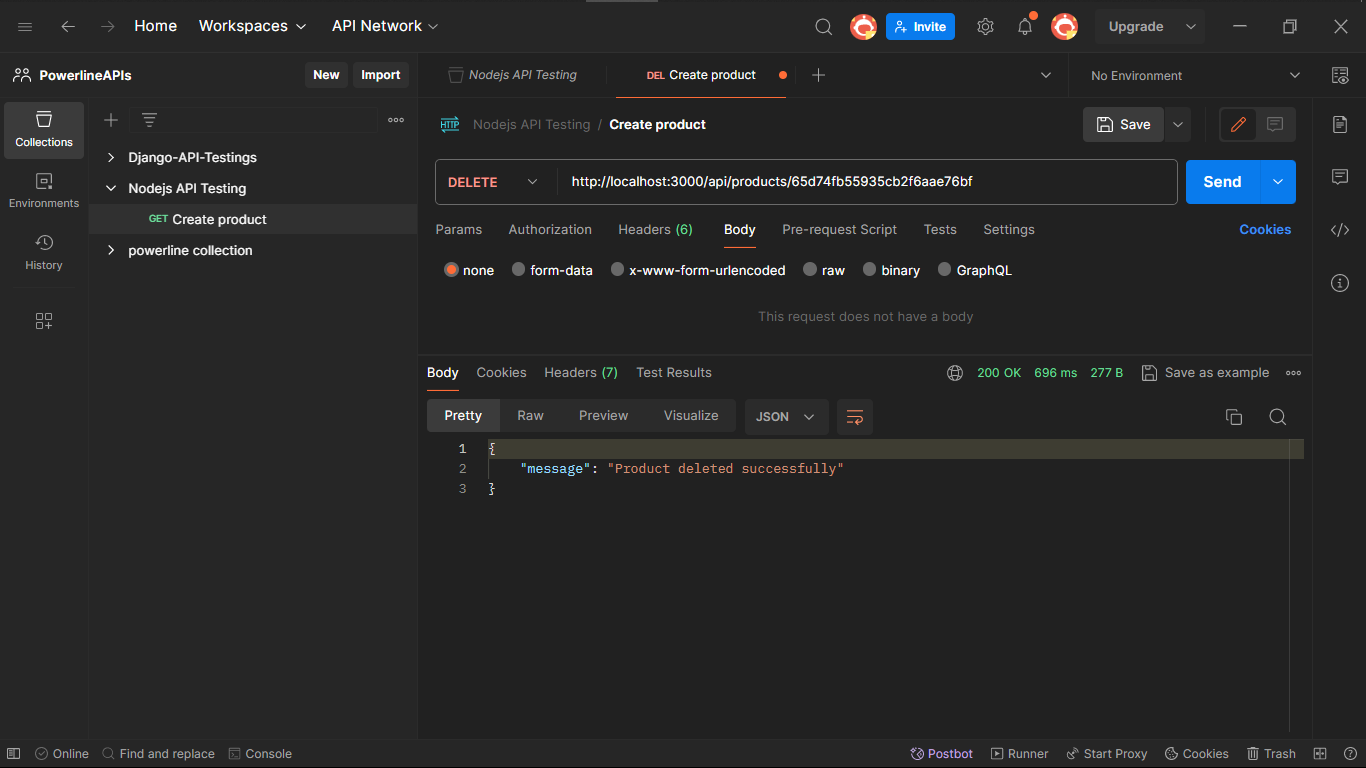 Home Workspaces API Network Invite Upgrade
PowerlineAPIs New Import Nodejs API Testing DEL Create product No Environment
Collections
Environments
History
Django-API-Testings
Nodejs API Testing
GET Create product
powerline collection
HTTP Nodejs API Testing / Create product Save
DELETE http://localhost:3000/api/products/65d74fb55935cb2f6aae76bf Send
Params Authorization Headers (6) Body Pre-request Script Tests Settings Cookies
none form-data x-www-form-urlencoded raw binary GraphQL
This request does not have a body
Body Cookies Headers (7) Test Results 200 OK 696 ms 277 B Save as example
Pretty Raw Preview Visualize JSON
1 {
2 "message": "Product deleted successfully"
3 }
Online Find and replace Console Postbot Runner Start Proxy Cookies Trash